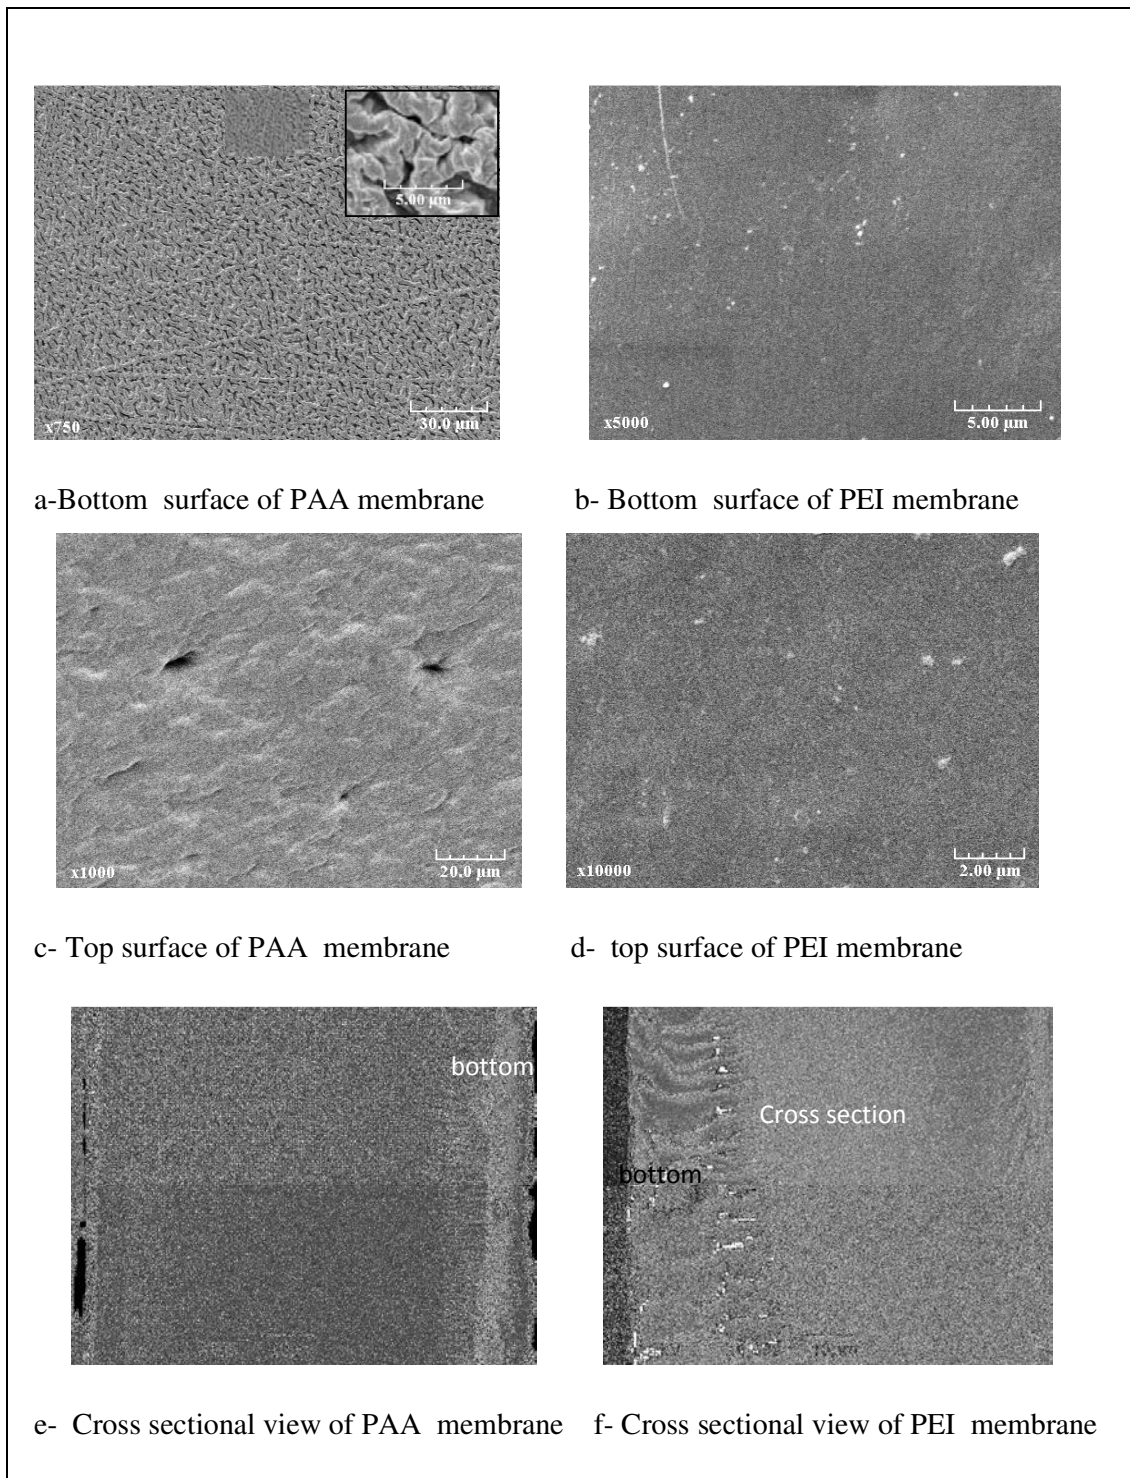 5.00 µm
x750
30.0 µm
x5000
5.00 µm
a-Bottom surface of PAA membrane
b- Bottom surface of PEI membrane
x1000
20.0 µm
x10000
2.00 µm
c- Top surface of PAA membrane
d- top surface of PEI membrane
bottom
Cross section
bottom
e- Cross sectional view of PAA membrane
f- Cross sectional view of PEI membrane